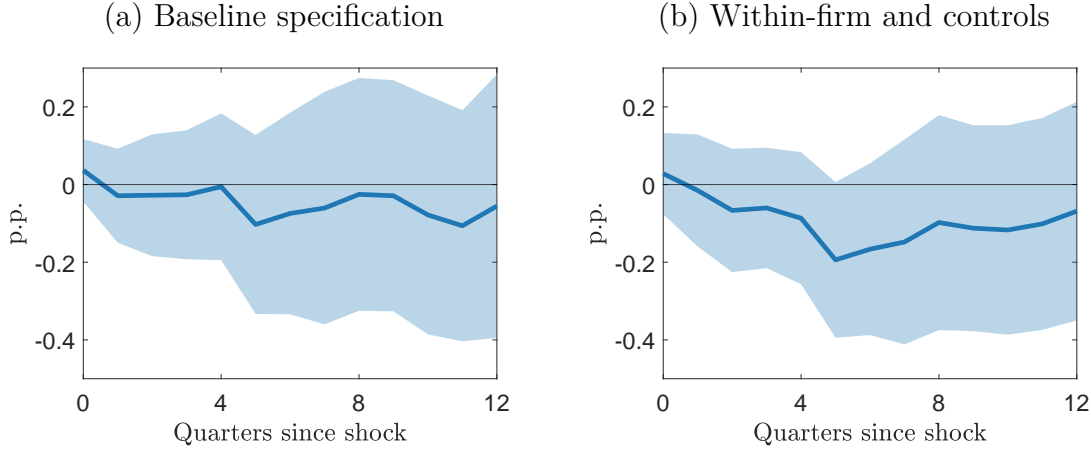 (a) Baseline specification
(b) Within-firm and controls
p.p.
0.2
0
-0.2
-0.4
0
4
8
12
Quarters since shock
p.p.
0.2
0
-0.2
-0.4
0
4
8
12
Quarters since shock